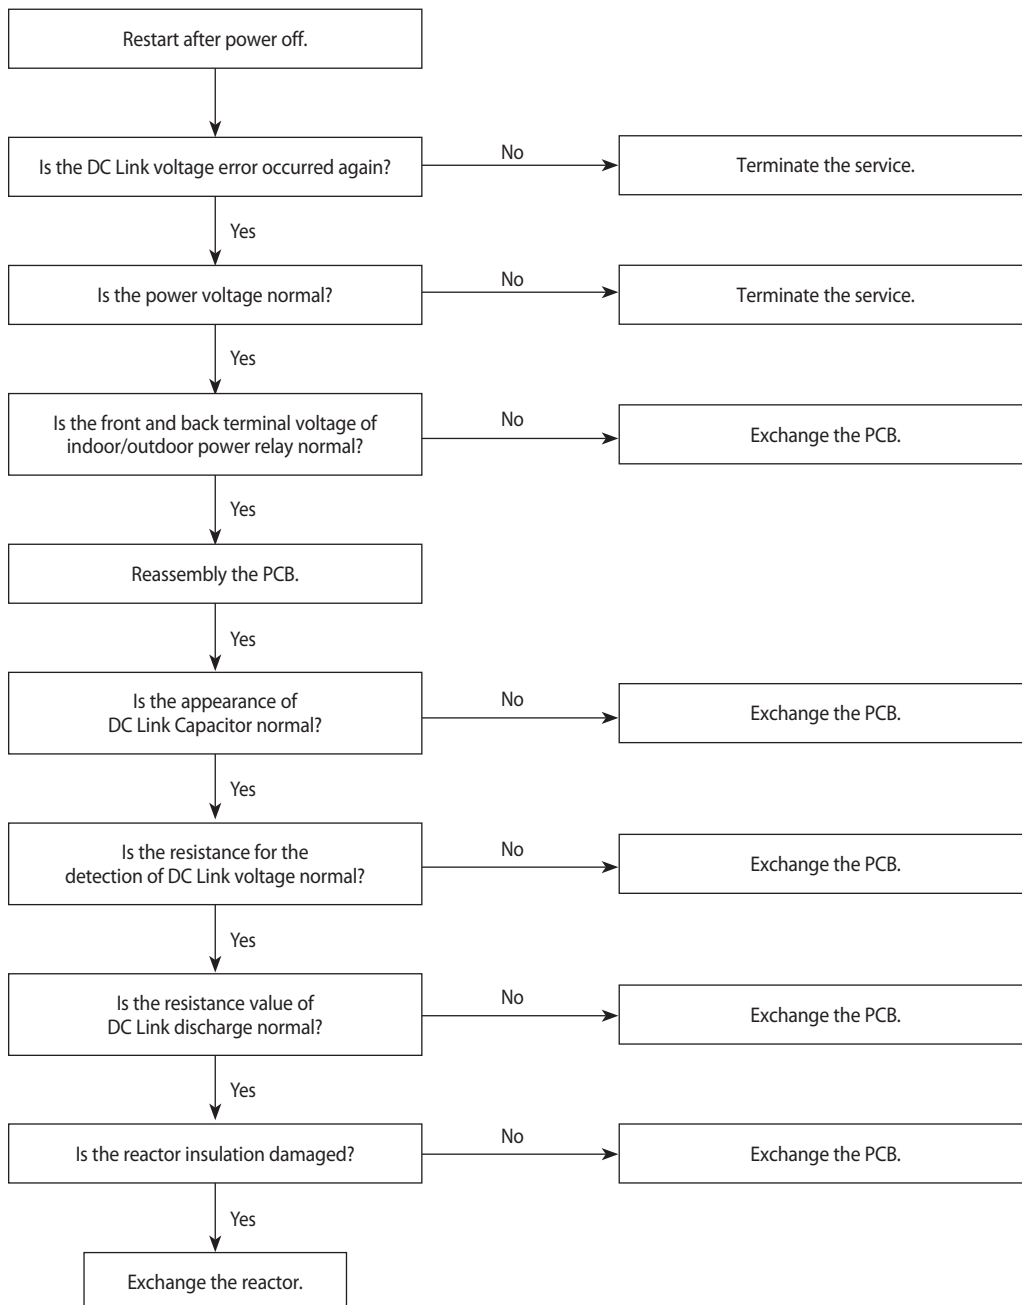 Restart after power off.
Is the DC Link voltage error occurred again?
No
Terminate the service.
Yes
Is the power voltage normal?
No
Terminate the service.
Yes
Is the front and back terminal voltage of
indoor/outdoor power relay normal?
No
Exchange the PCB.
Yes
Reassembly the PCB.
Yes
Is the appearance of
DC Link Capacitor normal?
No
Exchange the PCB.
Yes
Is the resistance for the
detection of DC Link voltage normal?
No
Exchange the PCB.
Yes
Is the resistance value of
DC Link discharge normal?
No
Exchange the PCB.
Yes
Is the reactor insulation damaged?
No
Exchange the PCB.
Yes
Exchange the reactor.